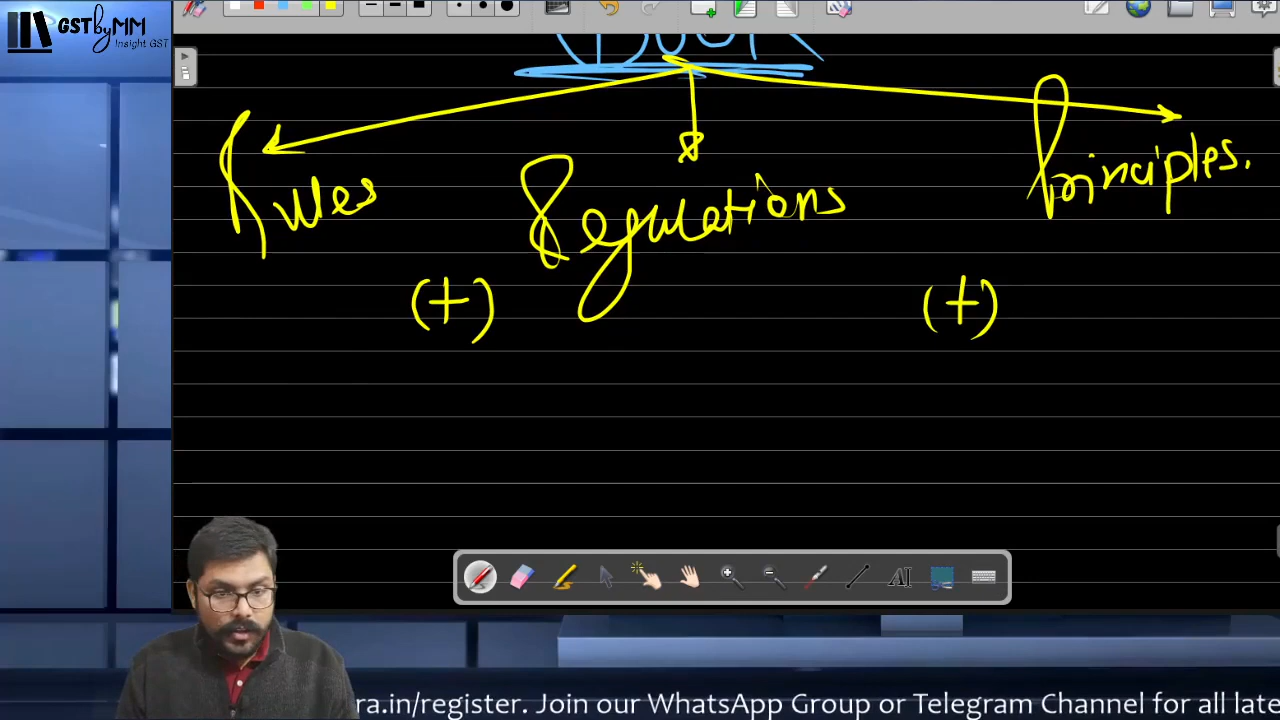 GSTbyMM
Insight GST
Rules
Regulations
Principles.
(+)
(+)
AI
ra.in/register. Join our WhatsApp Group or Telegram Channel for all late